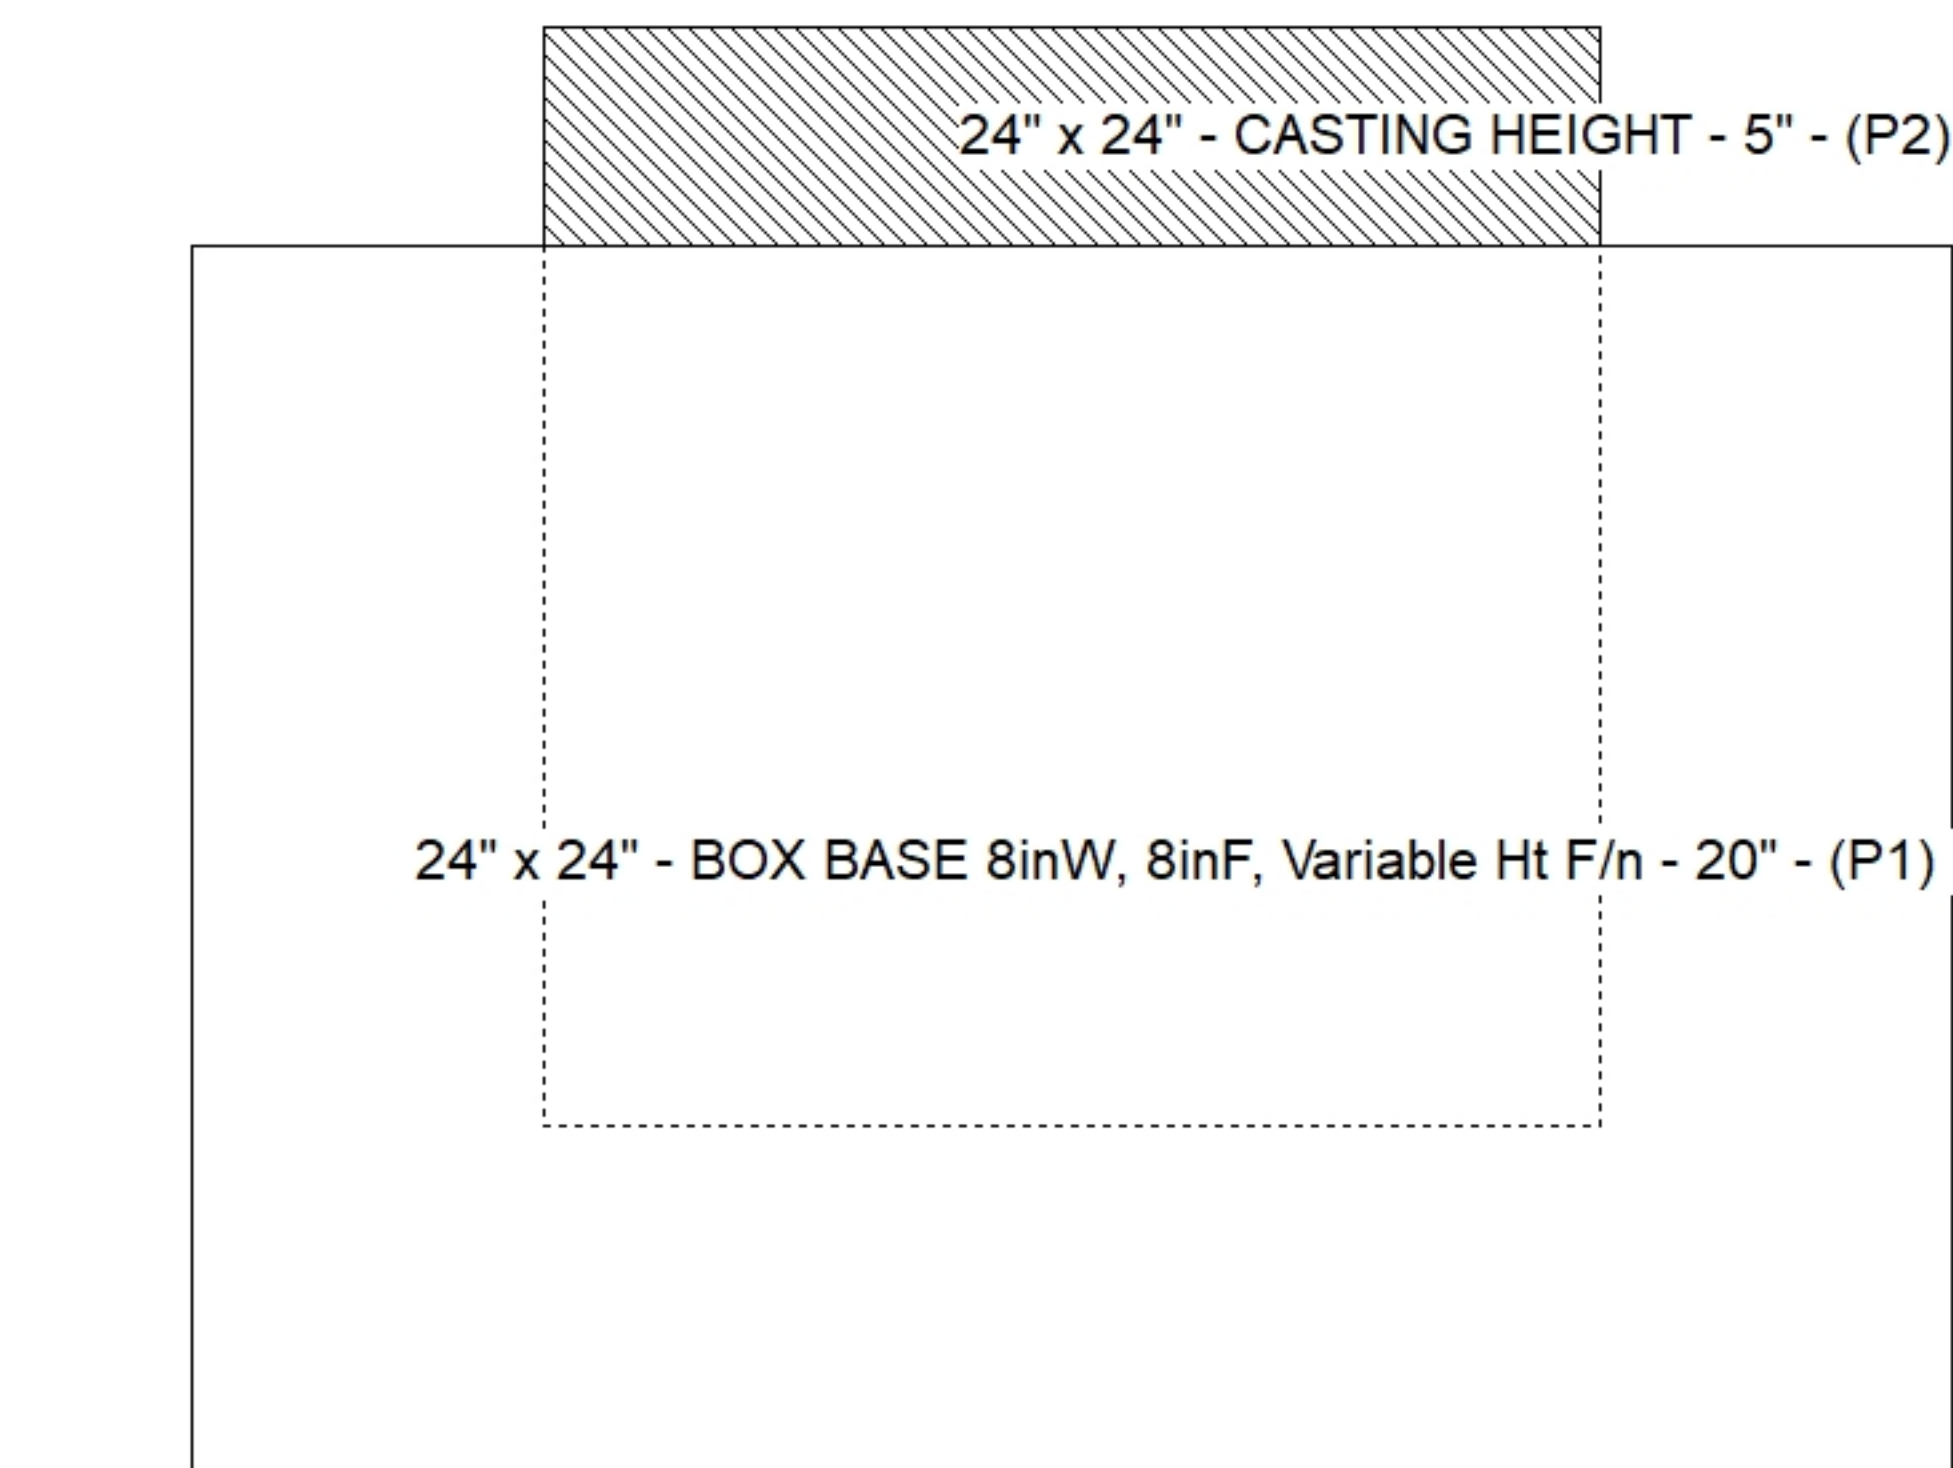 24" x 24" - CASTING HEIGHT - 5" - (P2)
24" x 24" - BOX BASE 8inW, 8inF, Variable Ht F/n - 20" - (P1)